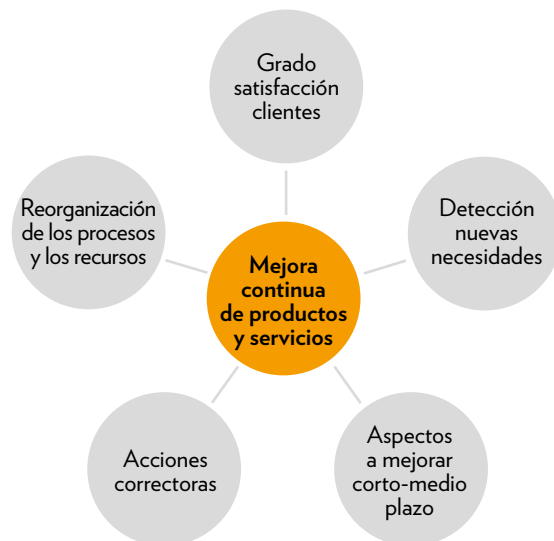 Grado
satisfacción
clientes
Reorganización
de los procesos
y los recursos
Detección
nuevas
necesidades
Mejora
continua
de productos
y servicios
Acciones
correctoras
Aspectos
a mejorar
corto-medio
plazo